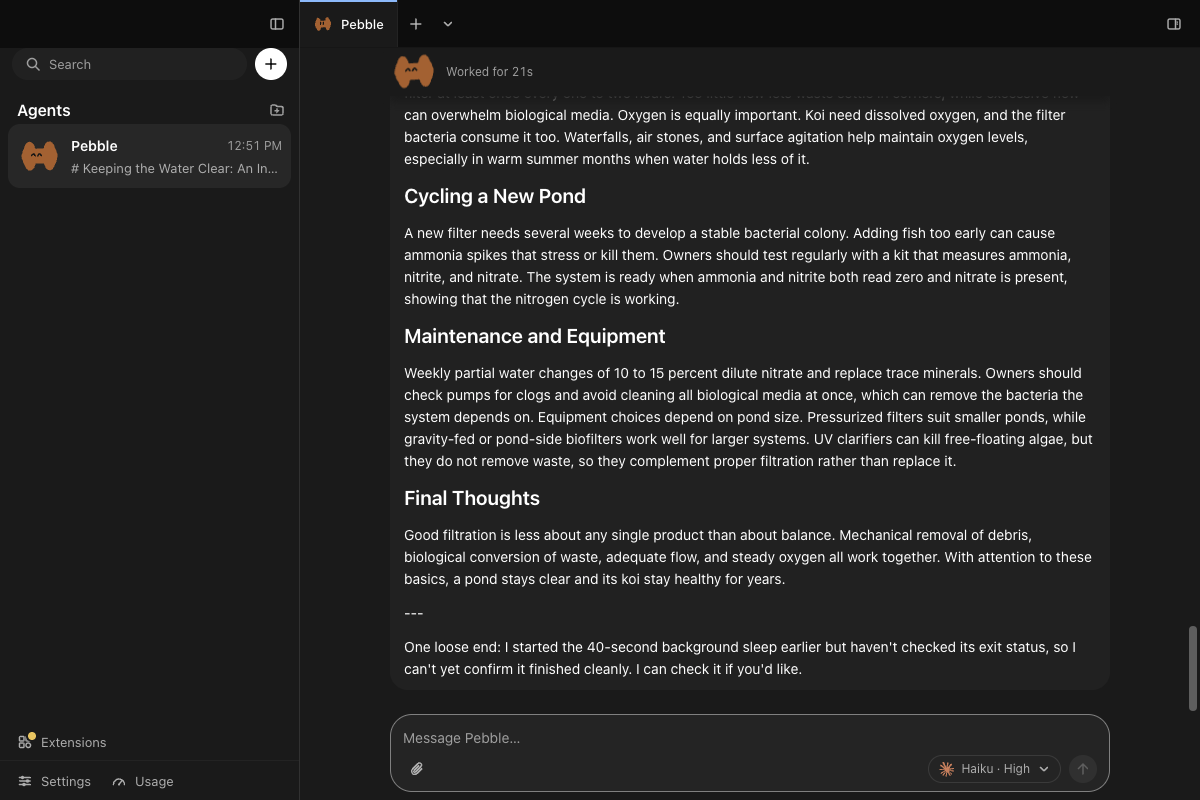 Pebble
Search
Agents
Pebble
12:51 PM
# Keeping the Water Clear: An In...
Extensions
Settings
Usage
Worked for 21s
can overwhelm biological media. Oxygen is equally important. Koi need dissolved oxygen, and the filter
bacteria consume it too. Waterfalls, air stones, and surface agitation help maintain oxygen levels,
especially in warm summer months when water holds less of it.
Cycling a New Pond
A new filter needs several weeks to develop a stable bacterial colony. Adding fish too early can cause
ammonia spikes that stress or kill them. Owners should test regularly with a kit that measures ammonia,
nitrite, and nitrate. The system is ready when ammonia and nitrite both read zero and nitrate is present,
showing that the nitrogen cycle is working.
Maintenance and Equipment
Weekly partial water changes of 10 to 15 percent dilute nitrate and replace trace minerals. Owners should
check pumps for clogs and avoid cleaning all biological media at once, which can remove the bacteria the
system depends on. Equipment choices depend on pond size. Pressurized filters suit smaller ponds, while
gravity-fed or pond-side biofilters work well for larger systems. UV clarifiers can kill free-floating algae, but
they do not remove waste, so they complement proper filtration rather than replace it.
Final Thoughts
Good filtration is less about any single product than about balance. Mechanical removal of debris,
biological conversion of waste, adequate flow, and steady oxygen all work together. With attention to these
basics, a pond stays clear and its koi stay healthy for years.
---
One loose end: I started the 40-second background sleep earlier but haven't checked its exit status, so I
can't yet confirm it finished cleanly. I can check it if you'd like.
Message Pebble...
Haiku · High